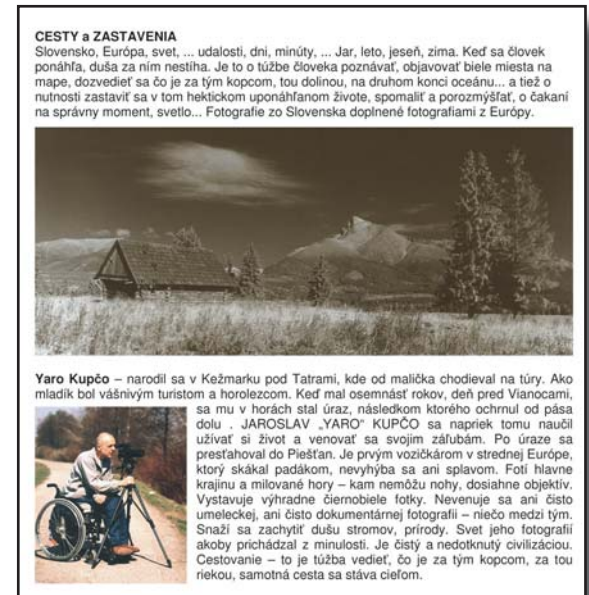 CESTY a ZASTAVENIA
Slovensko, Európa, svet, ... udalosti, dni, minúty, ... Jar, leto, jeseň, zima. Keď sa človek
ponáhľa, duša za ním nestíha. Je to o túžbe človeka poznávať, objavovať biele miesta na
mape, dozvedieť sa čo je za tým kopcom, tou dolinou, na druhom konci oceánu... a tiež o
nutnosti zastaviť sa v tom hektickom uponáhľanom živote, spomaliť a porozmýšľať, o čakaní
na správny moment, svetlo... Fotografie zo Slovenska doplnené fotografiami z Európy.
Yaro Kupčo – narodil sa v Kežmarku pod Tatrami, kde od malička chodieval na túry. Ako
mladík bol vášnivým turistom a horolezcom. Keď mal osemnásť rokov, deň pred Vianocami,
sa mu v horách stal úraz, následkom ktorého ochrnul od pása
dolu . JAROSLAV „YARO“ KUPČO sa napriek tomu naučil
užívať si život a venovať sa svojim záľubám. Po úraze sa
presťahoval do Piešťan. Je prvým vozičkárom v strednej Európe,
ktorý skákal padákom, nevyhýba sa ani splavom. Fotí hlavne
krajinu a milované hory – kam nemôžu nohy, dosiahne objektív.
Vystavuje výhradne čiernobiele fotky. Nevenuje sa ani čisto
umeleckej, ani čisto dokumentárnej fotografii – niečo medzi tým.
Snaží sa zachytiť dušu stromov, prírody. Svet jeho fotografií
akoby prichádzal z minulosti. Je čistý a nedotknutý civilizáciou.
Cestovanie – to je túžba vedieť, čo je za tým kopcom, za tou
riekou, samotná cesta sa stáva cieľom.